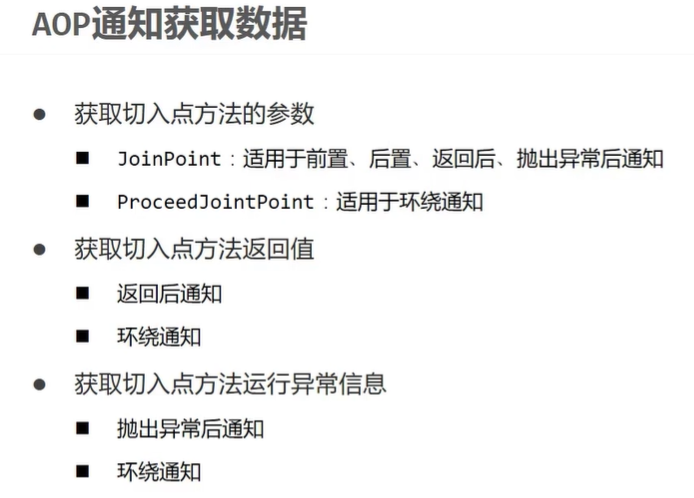 AOP通知获取数据
● 获取切入点方法的参数
■ JoinPoint：适用于前置、后置、返回后、抛出异常后通知
■ ProceedJointPoint：适用于环绕通知
● 获取切入点方法返回值
■ 返回后通知
■ 环绕通知
● 获取切入点方法运行异常信息
■ 抛出异常后通知
■ 环绕通知